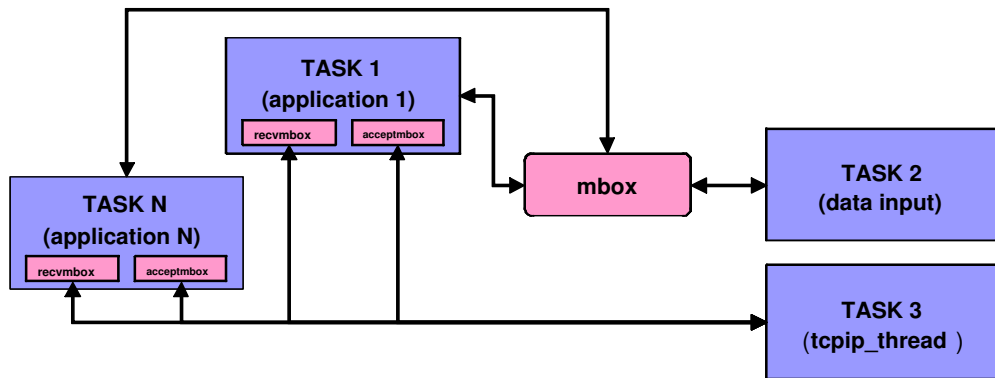 TASK 1
(application 1)
recvmbox
acceptmbox
mbox
TASK 2
(data input)
TASK N
(application N)
recvmbox
acceptmbox
TASK 3
(tcpip_thread )